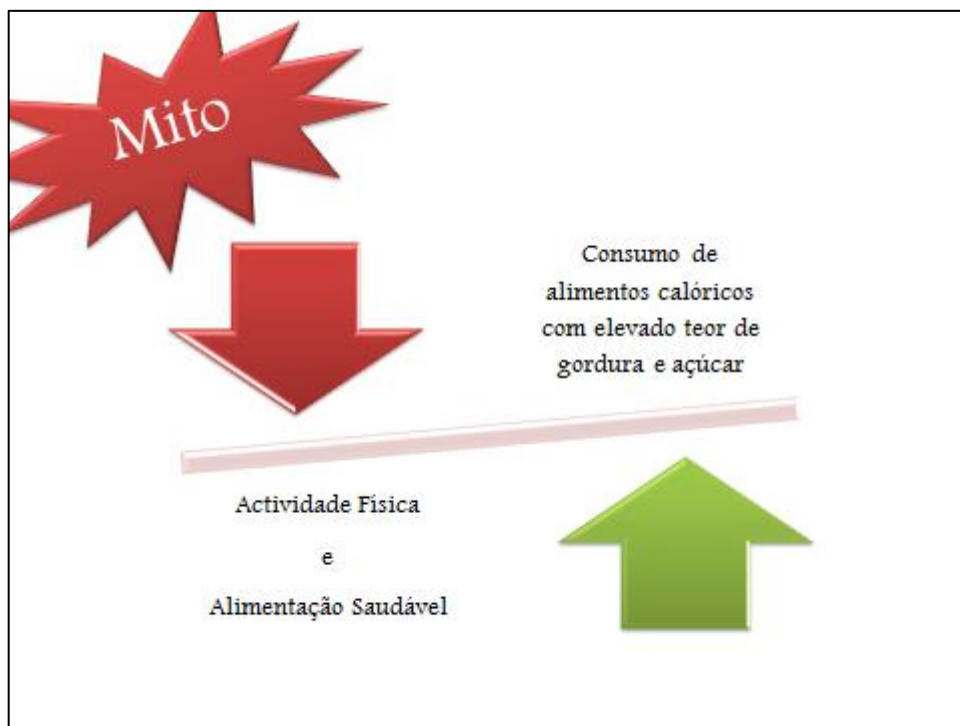 Mito
Consumo de
alimentos calóricos
com elevado teor de
gordura e açúcar
Actividade Física
e
Alimentação Saudável